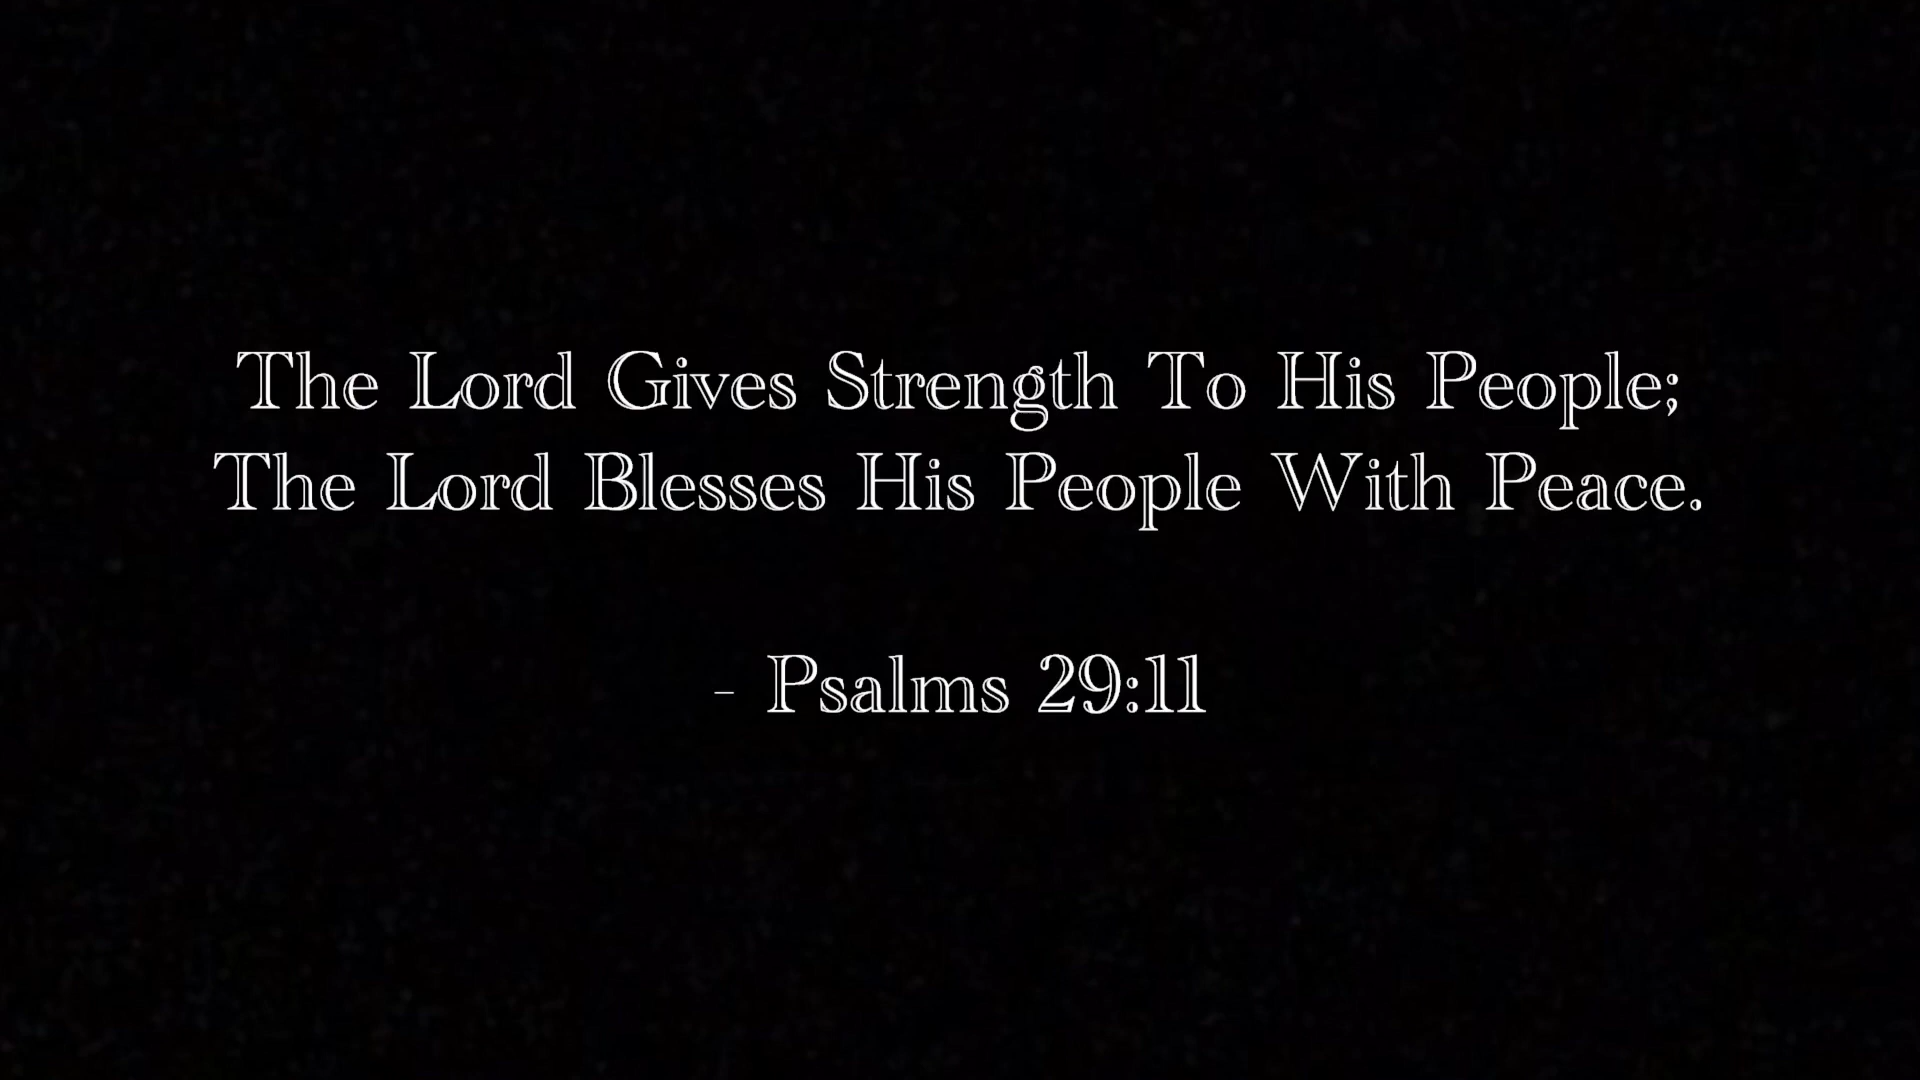 The Lord Gives Strength To His People;
The Lord Blesses His People With Peace.
- Psalms 29:11